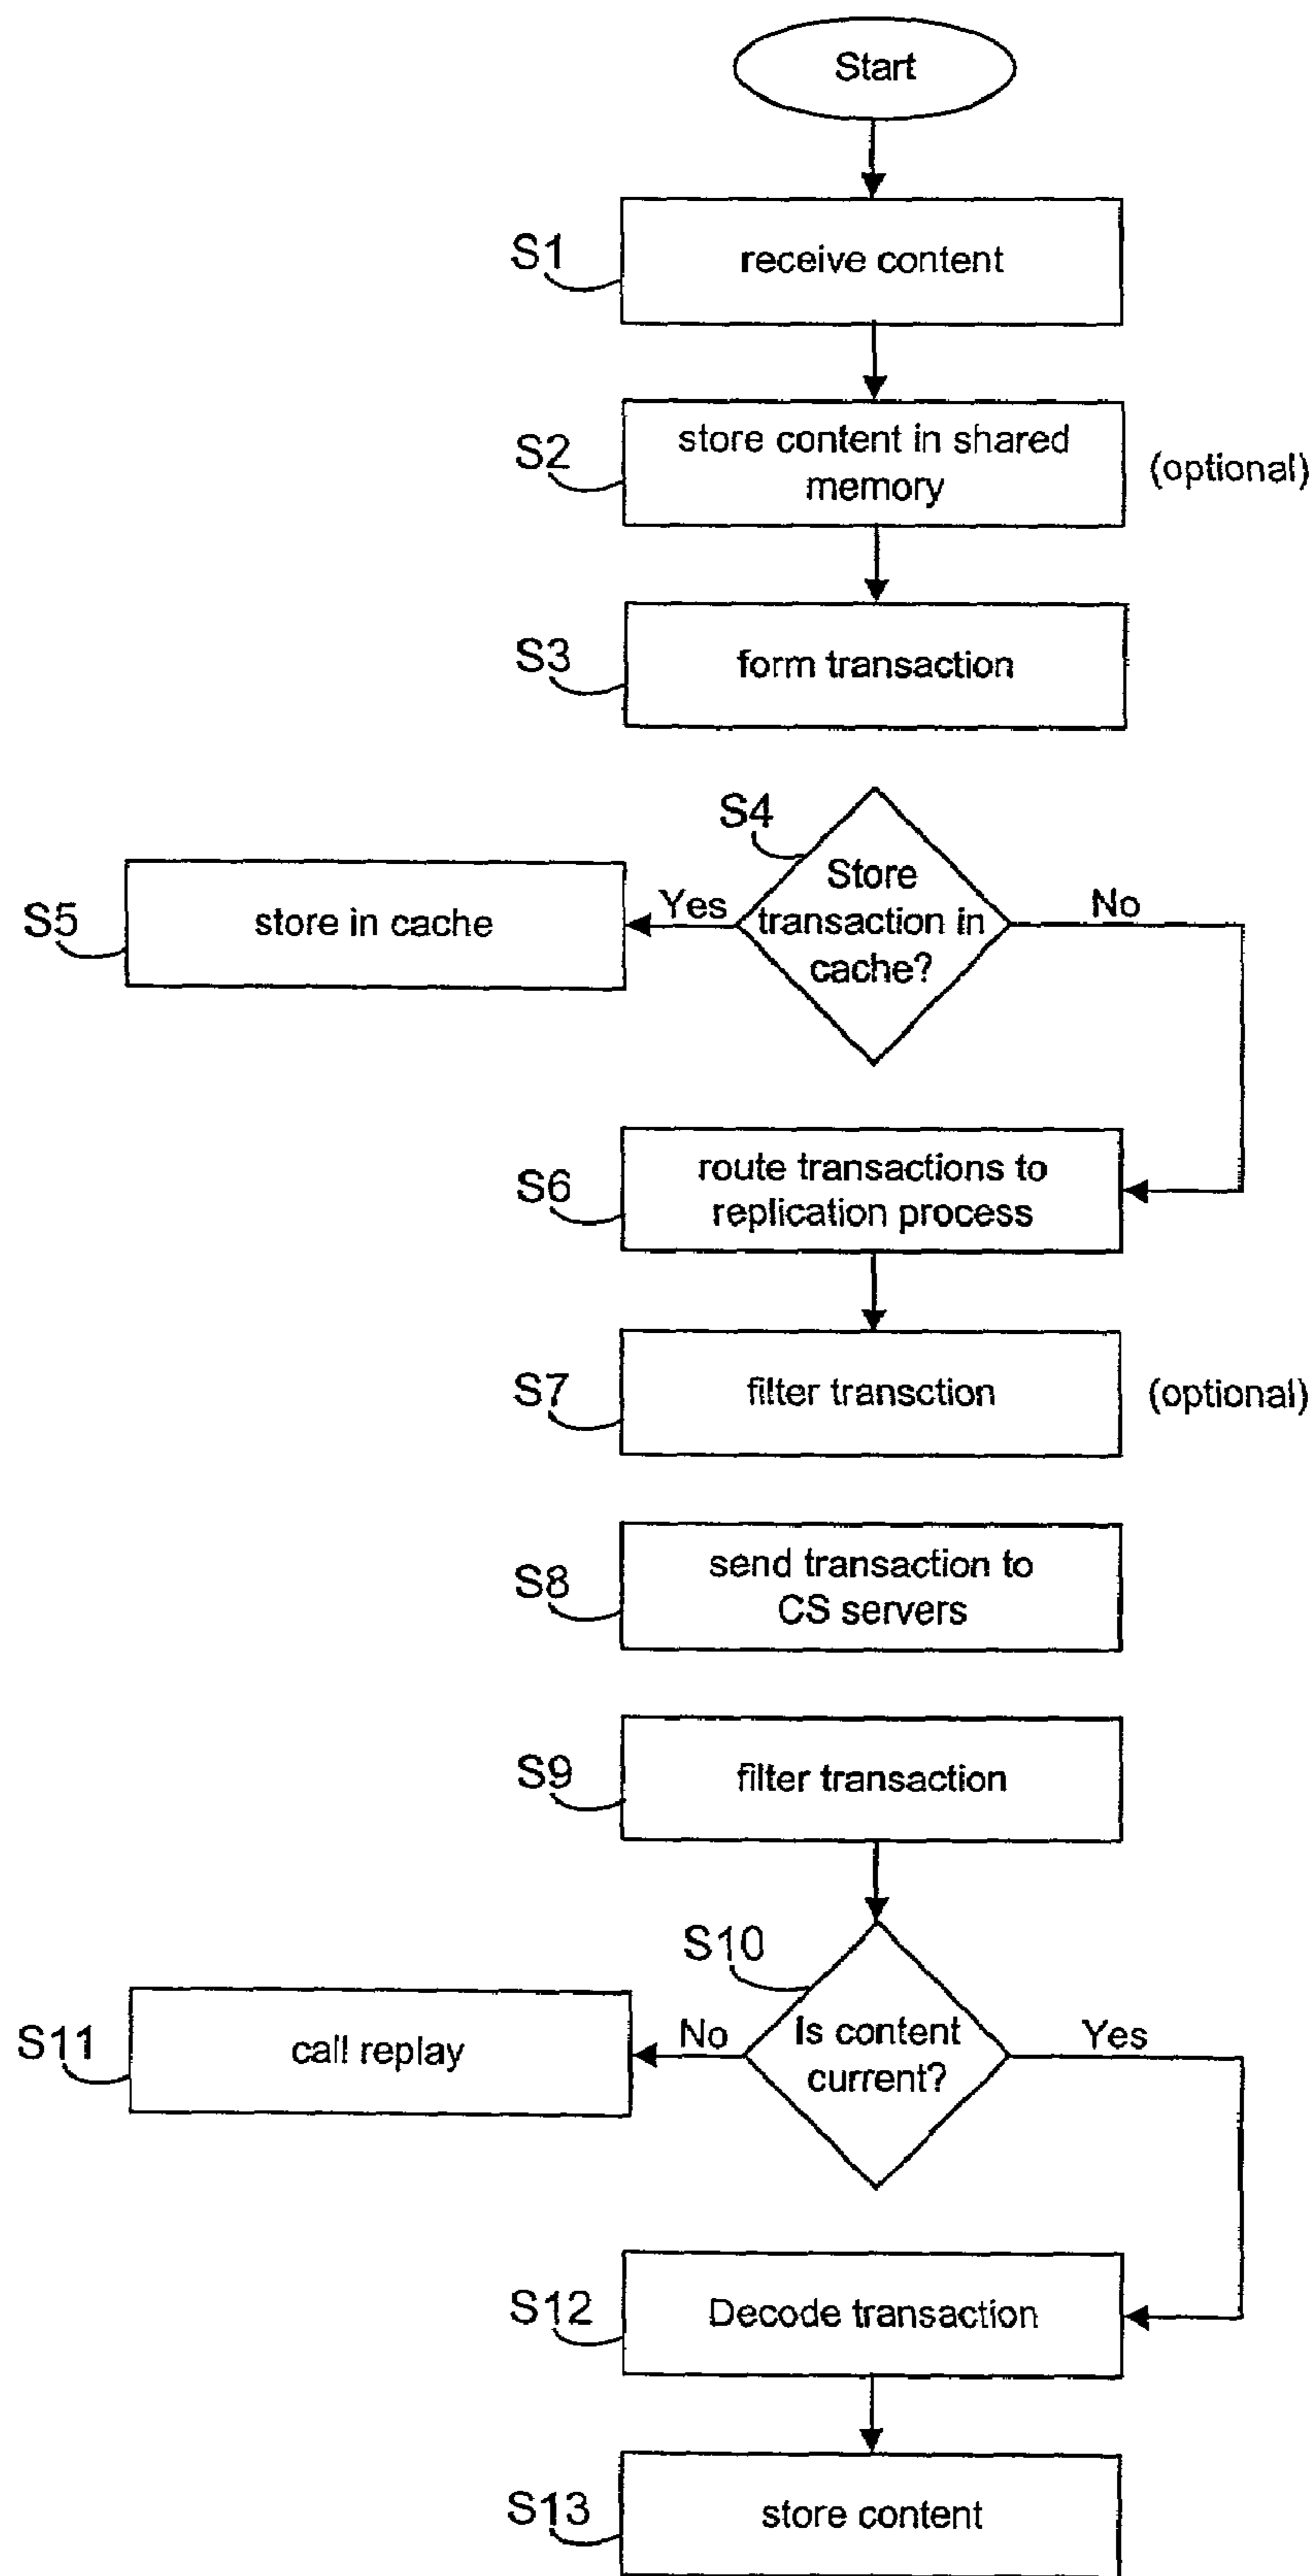 Start
S1
receive content
S2
store content in shared
memory
(optional)
S3
form transaction
S4
Store
transaction in
cache?
Yes
No
S5
store in cache
S6
route transactions to
replication process
S7
filter transction
(optional)
S8
send transaction to
CS servers
S9
filter transaction
S10
Is content
current?
No
Yes
S11
call replay
S12
Decode transaction
S13
store content